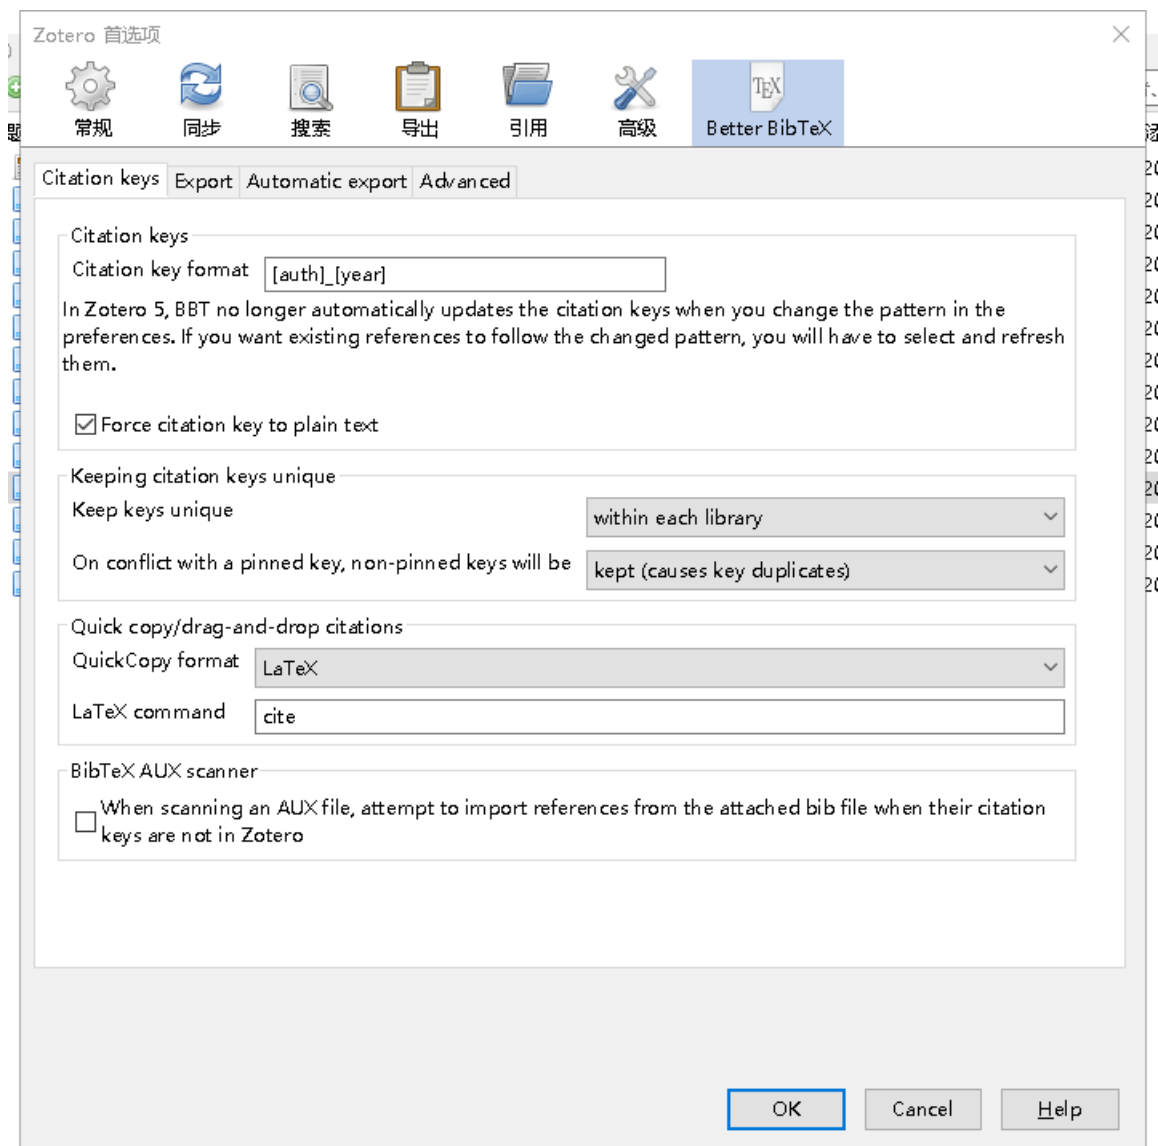 Zotero 首选项
常规
同步
搜索
导出
引用
高级
TEX
Better BibTeX
Citation keys
Export
Automatic export
Advanced
Citation keys
Citation key format
[auth]_[year]
In Zotero 5, BBT no longer automatically updates the citation keys when you change the pattern in the
preferences. If you want existing references to follow the changed pattern, you will have to select and refresh
them.
Force citation key to plain text
Keeping citation keys unique
Keep keys unique
within each library
On conflict with a pinned key, non-pinned keys will be
kept (causes key duplicates)
Quick copy/drag-and-drop citations
QuickCopy format
LaTeX
LaTeX command
cite
BibTeX AUX scanner
When scanning an AUX file, attempt to import references from the attached bib file when their citation
keys are not in Zotero
OK
Cancel
Help